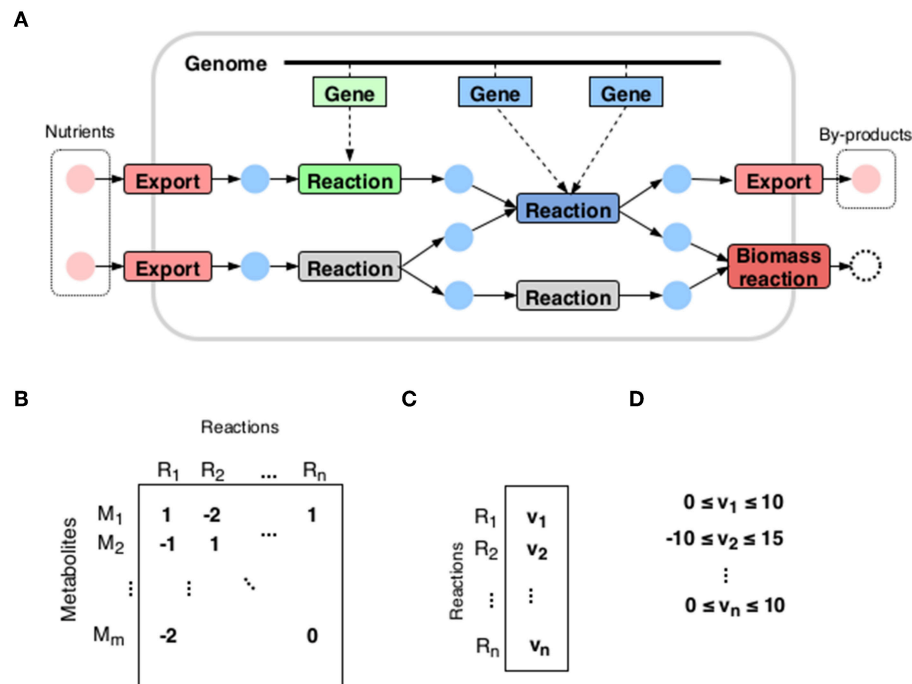 A
Genome
Gene Gene Gene
Nutrients By-products
Export Reaction Export
Reaction
Export Reaction Biomass
reaction
Reaction
B C D
Reactions
R1 R2 ... Rn
Metabolites
M1 1 -2 1
M2 -1 1 ...
⋮ ⋮ ⋱
Mm -2 0
Reactions
R1 v1
R2 v2
⋮ ⋮
Rn vn
0 ≤ v1 ≤ 10
-10 ≤ v2 ≤ 15
⋮
0 ≤ vn ≤ 10